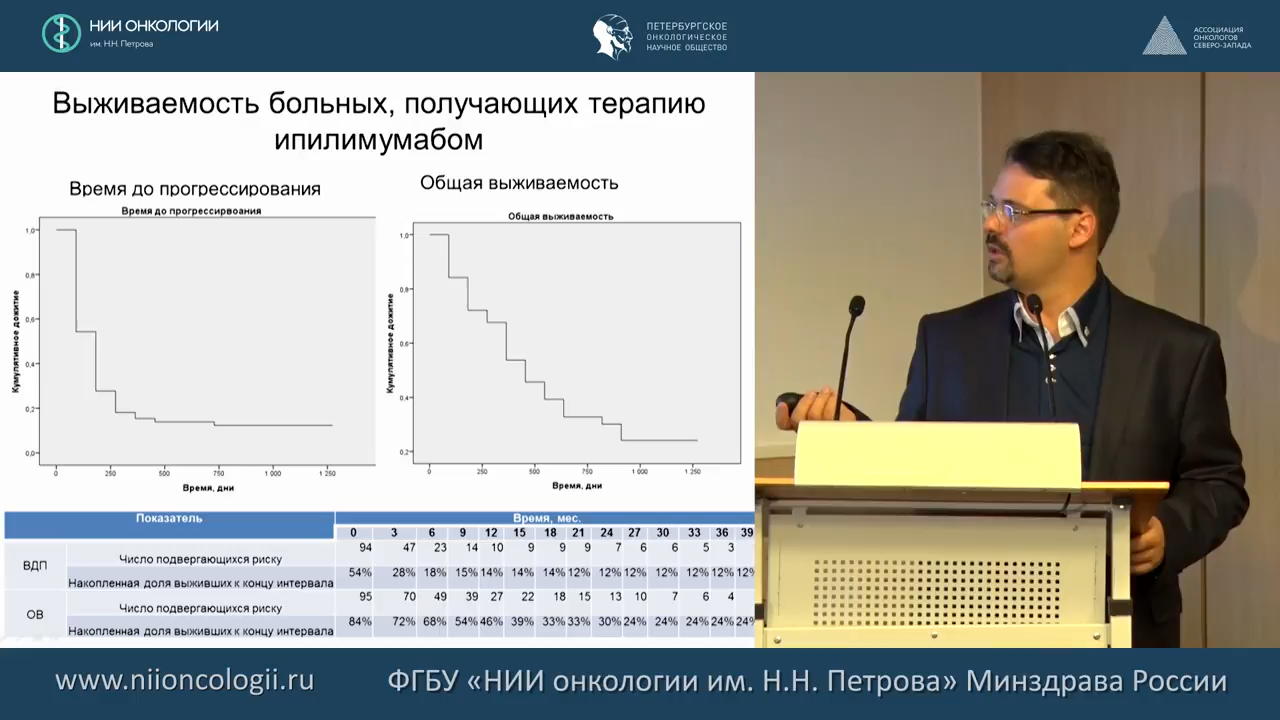 НИИ ОНКОЛОГИИ
им. Н.Н. Петрова
ПЕТЕРБУРГСКОЕ
ОНКОЛОГИЧЕСКОЕ
НАУЧНОЕ ОБЩЕСТВО
АССОЦИАЦИЯ
ОНКОЛОГОВ
СЕВЕРО-ЗАПАДА
Выживаемость больных, получающих терапию
ипилимумабом
Время до прогрессирования
Время до прогрессирвоания
1,0
0,8
0,6
0,4
0,2
0,0
Кумулятивное дожитие
0 250 500 750 1 000 1 250
Время, дни
Общая выживаемость
Общая выживаемость
1,0
0,8
0,6
0,4
0,2
Кумулятивное дожитие
0 250 500 750 1 000 1 250
Время, дни
Показатель Время, мес.
0 3 6 9 12 15 18 21 24 27 30 33 36 39
ВДП
Число подвергающихся риску 94 47 23 14 10 9 9 9 7 6 6 5 3
Накопленная доля выживших к концу интервала 54% 28% 18% 15% 14% 14% 14% 12% 12% 12% 12% 12% 12% 12%
ОВ
Число подвергающихся риску 95 70 49 39 27 22 18 15 13 10 7 6 4
Накопленная доля выживших к концу интервала 84% 72% 68% 54% 46% 39% 33% 33% 30% 24% 24% 24% 24% 24%
www.niioncologii.ru
ФГБУ «НИИ онкологии им. Н.Н. Петрова» Минздрава России